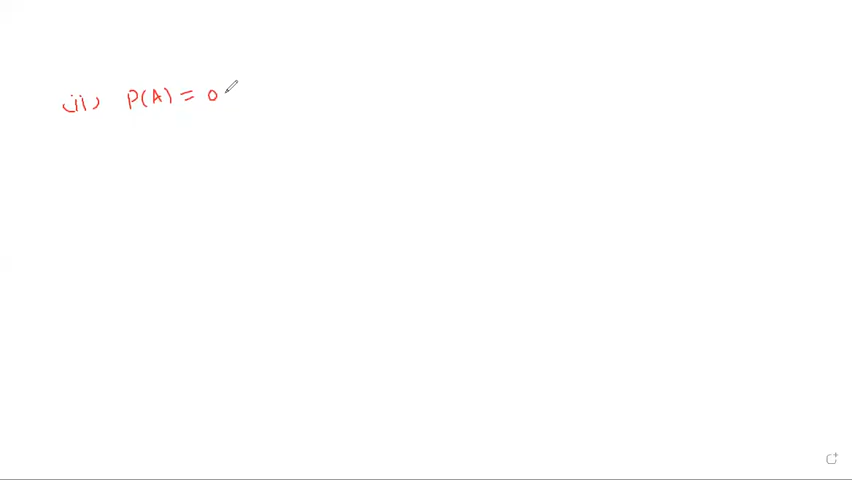 (ii) P(A) = 0